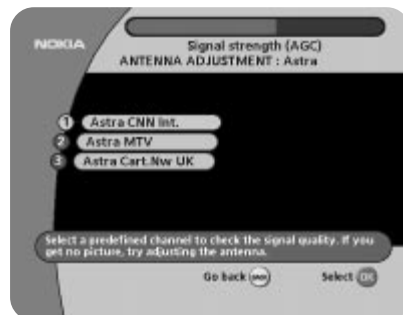 NOKIA
Signal strength (AGC)
ANTENNA ADJUSTMENT : Astra
1 Astra CNN Int.
2 Astra MTV
3 Astra Cart.Nw UK
Select a predefined channel to check the signal quality. If you
get no picture, try adjusting the antenna.
Go back
Select OK